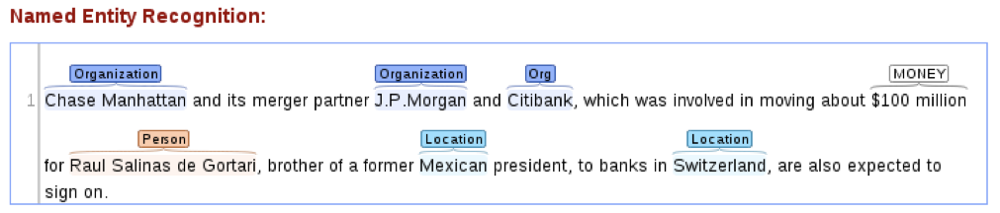 Named Entity Recognition:
Organization Organization Org MONEY
1 Chase Manhattan and its merger partner J.P.Morgan and Citibank, which was involved in moving about $100 million
Person Location Location
for Raul Salinas de Gortari, brother of a former Mexican president, to banks in Switzerland, are also expected to
sign on.